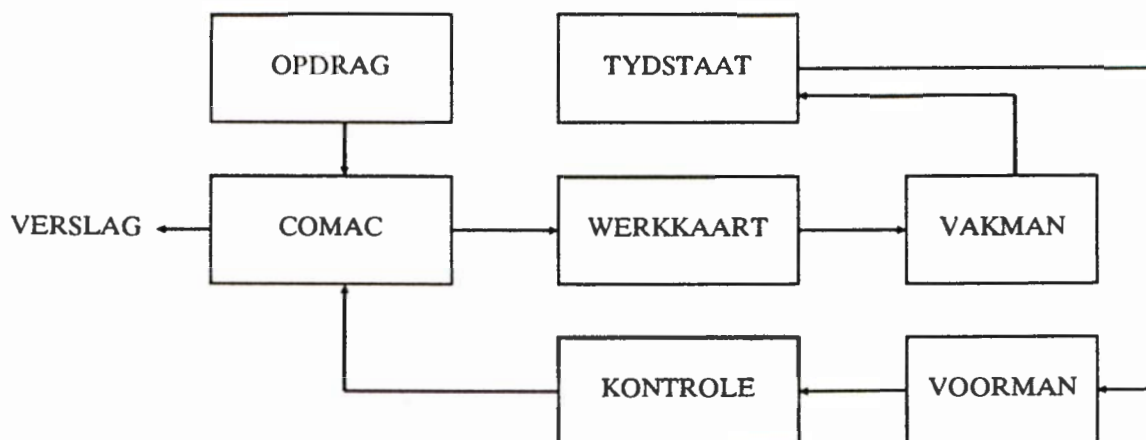 OPDRAG
TYDSTAAT
VERSLAG
COMAC
WERKKAART
VAKMAN
KONTROLE
VOORMAN